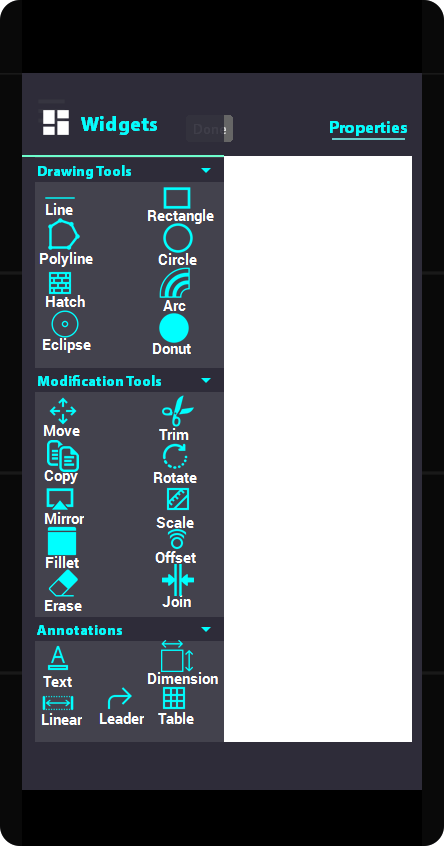 Widgets
Done
Properties
Drawing Tools
Line
Rectangle
Polyline
Circle
Hatch
Arc
Eclipse
Donut
Modification Tools
Move
Trim
Copy
Rotate
Mirror
Scale
Fillet
Offset
Erase
Join
Annotations
A
Text
Dimension
Linear
Leader
Table